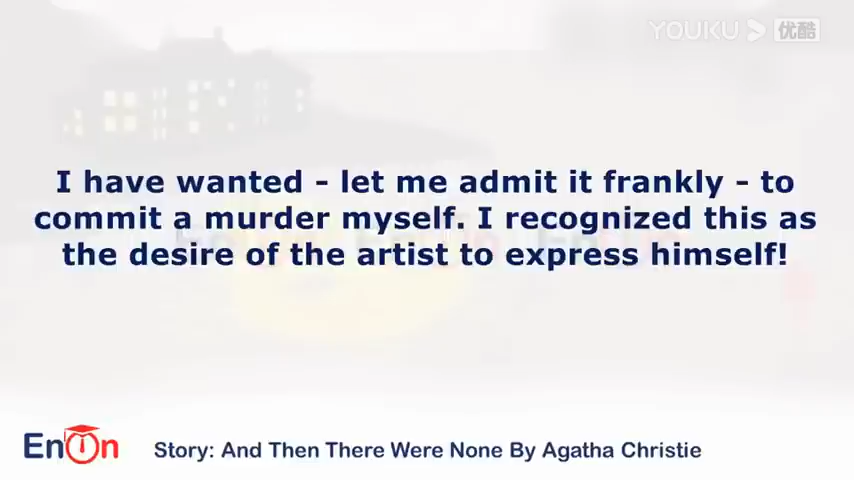 YOUKU 优酷
I have wanted - let me admit it frankly - to
commit a murder myself. I recognized this as
the desire of the artist to express himself!
EnOn
Story: And Then There Were None By Agatha Christie